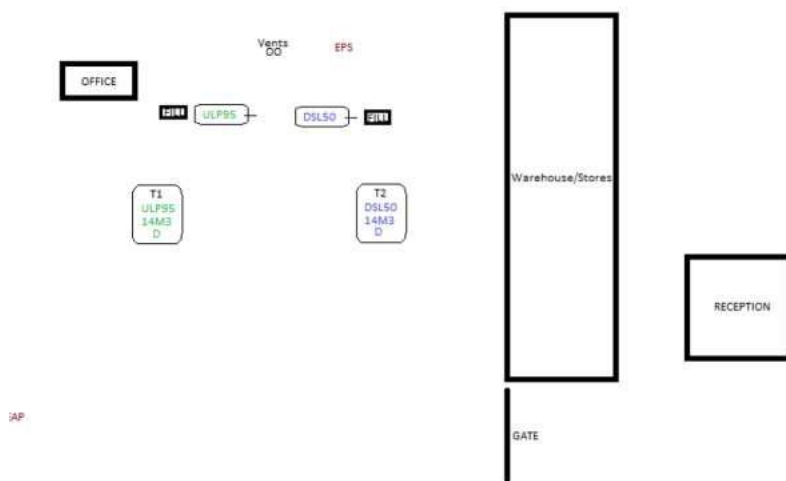 Vents
OO
EPS
OFFICE
FILL
ULP95
DSL50
FILL
T1
ULP95
14M3
D
T2
DSL50
14M3
D
Warehouse/Stores
RECEPTION
GATE